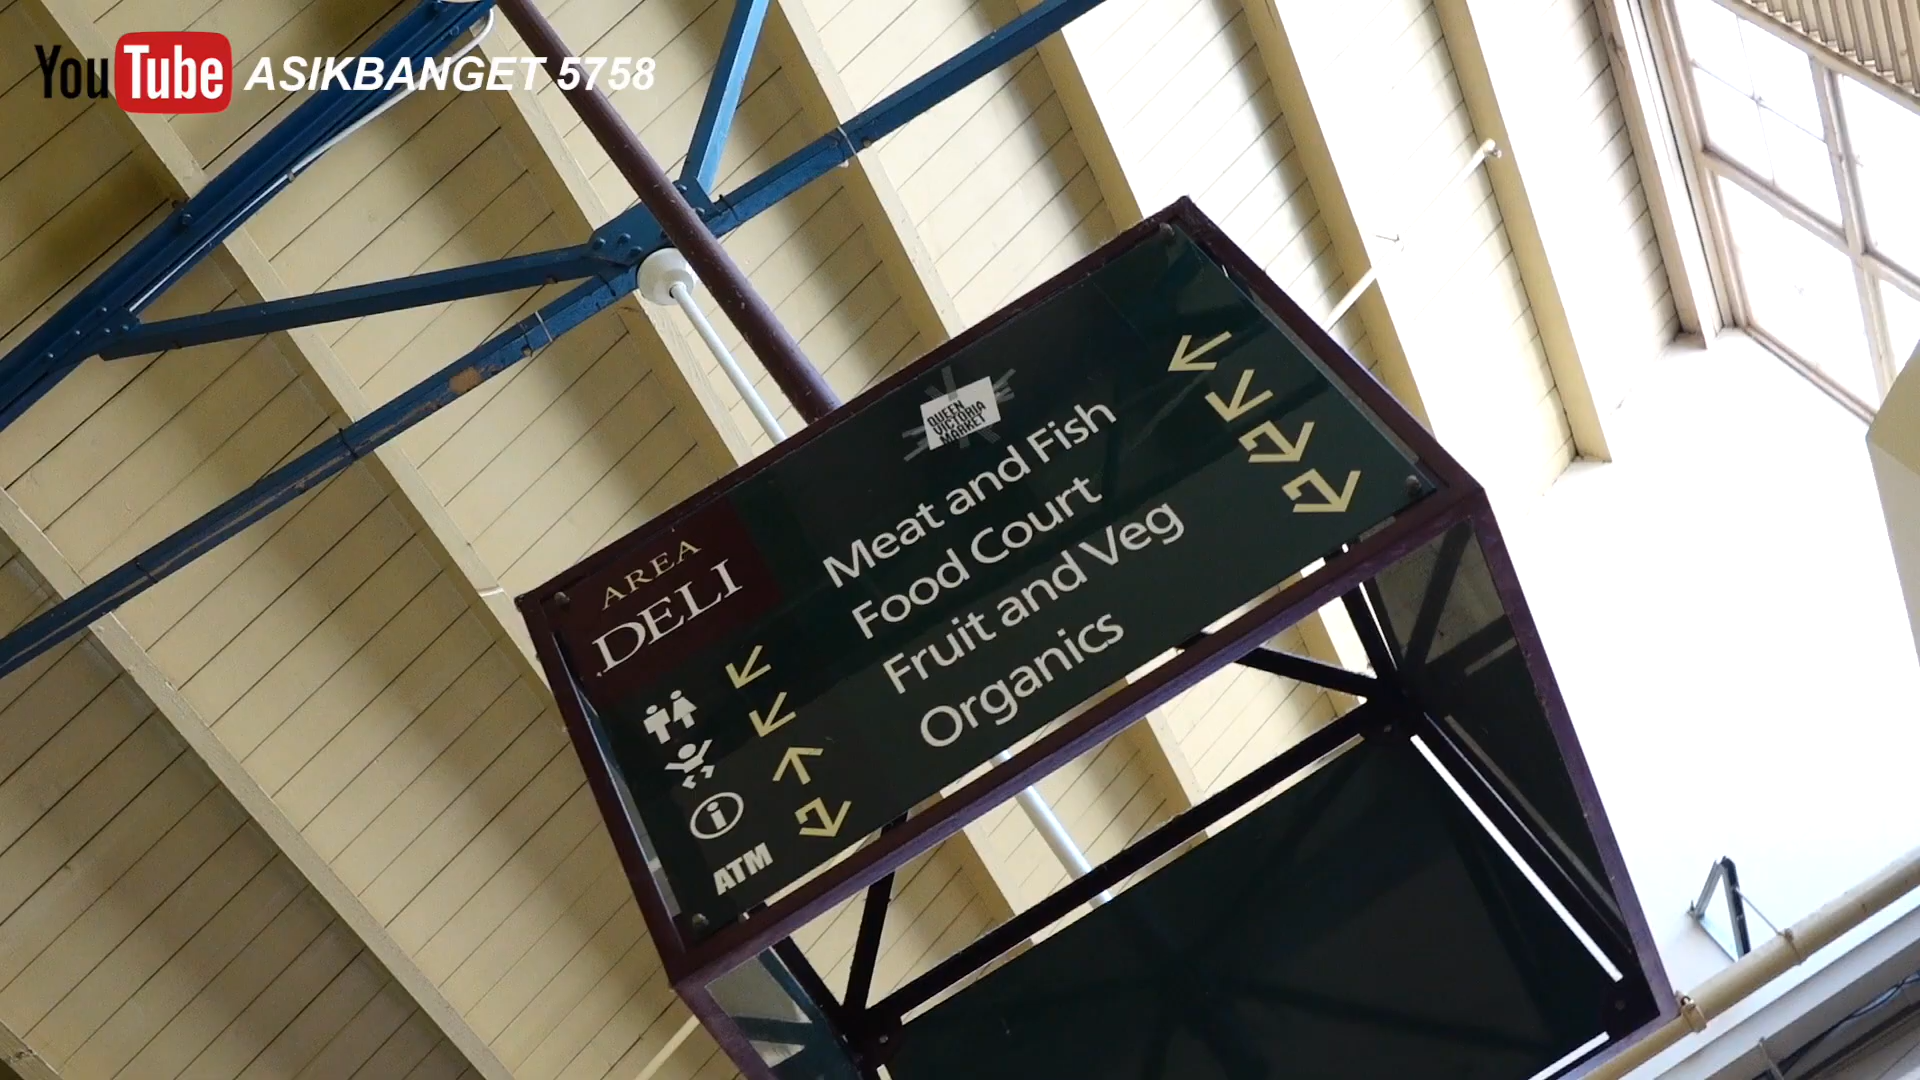 YouTube ASIKBANGET 5758
QUEEN
VICTORIA
MARKET
AREA
DELI
Meat and Fish
Food Court
Fruit and Veg
Organics
i
ATM